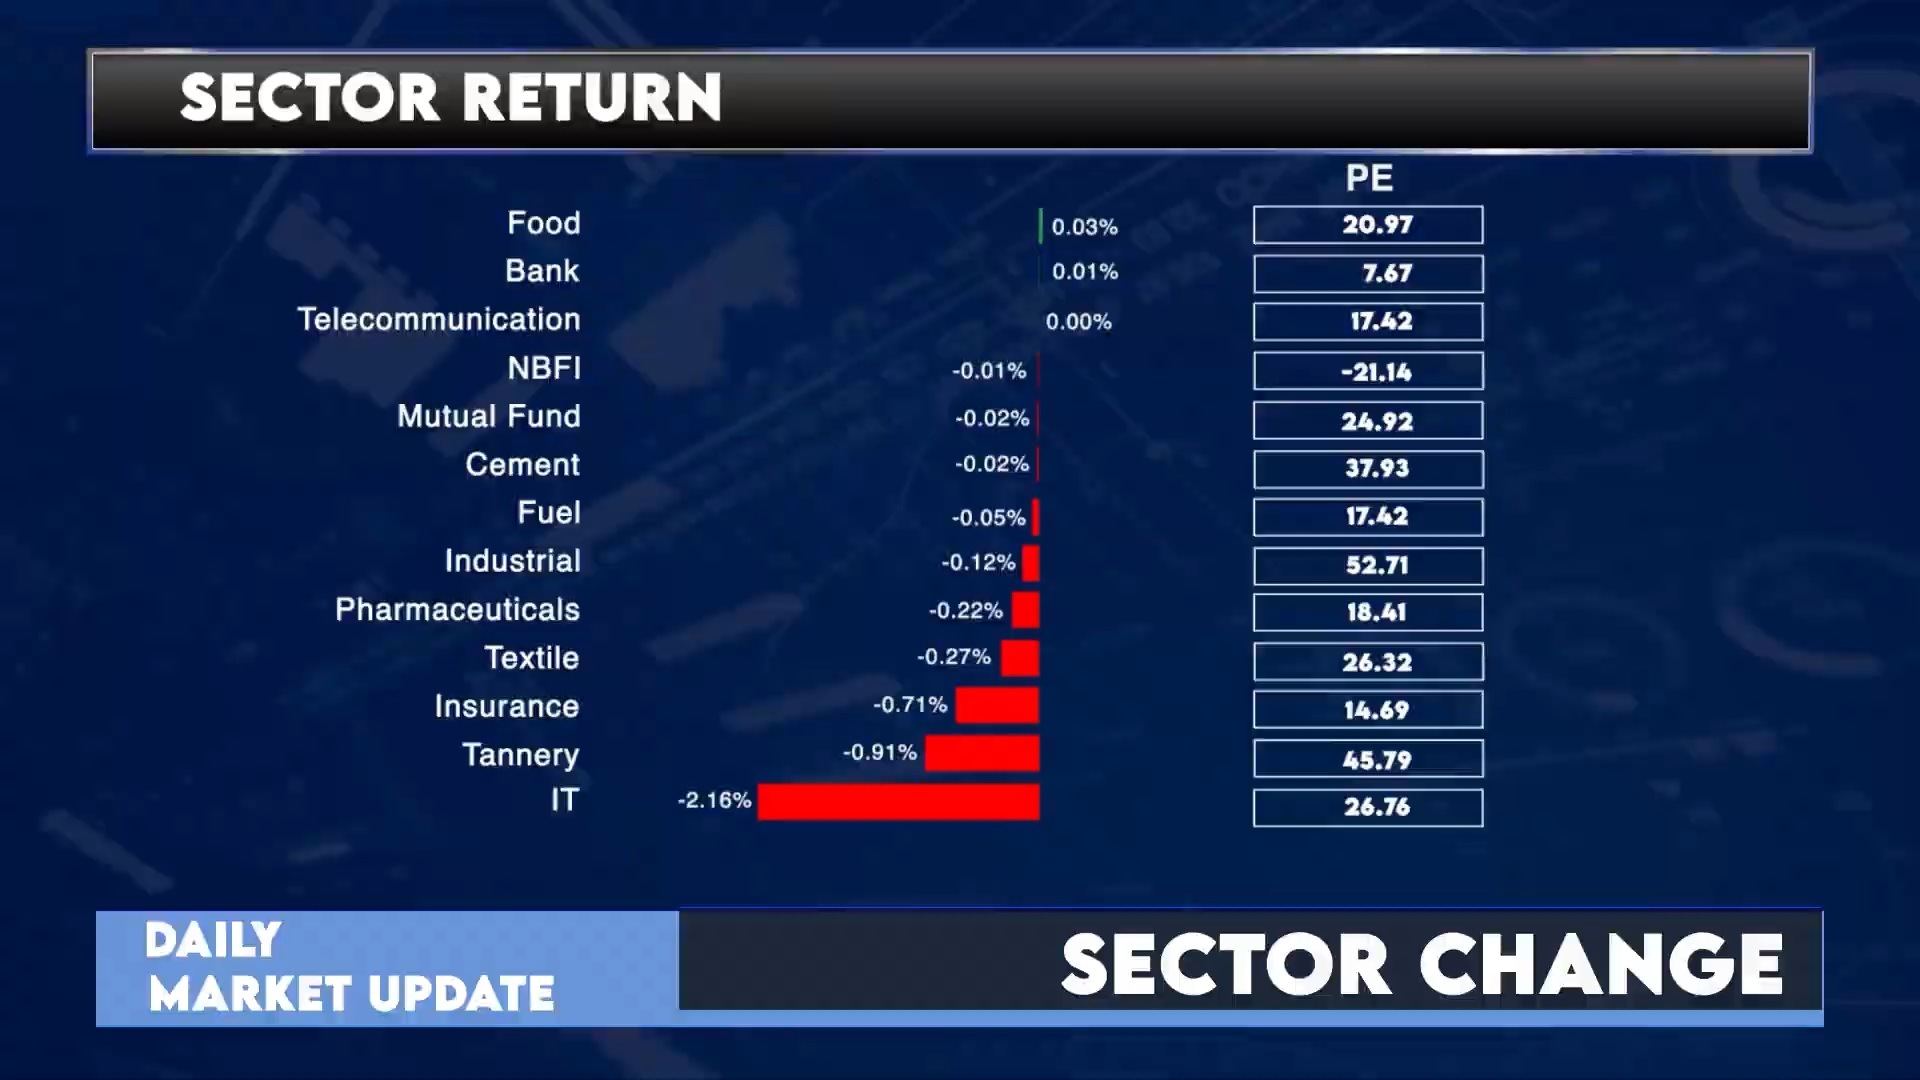 SECTOR RETURN
PE
Food 0.03% 20.97
Bank 0.01% 7.67
Telecommunication 0.00% 17.42
NBFI -0.01% -21.14
Mutual Fund -0.02% 24.92
Cement -0.02% 37.93
Fuel -0.05% 17.42
Industrial -0.12% 52.71
Pharmaceuticals -0.22% 18.41
Textile -0.27% 26.32
Insurance -0.71% 14.69
Tannery -0.91% 45.79
IT -2.16% 26.76
DAILY
MARKET UPDATE
SECTOR CHANGE